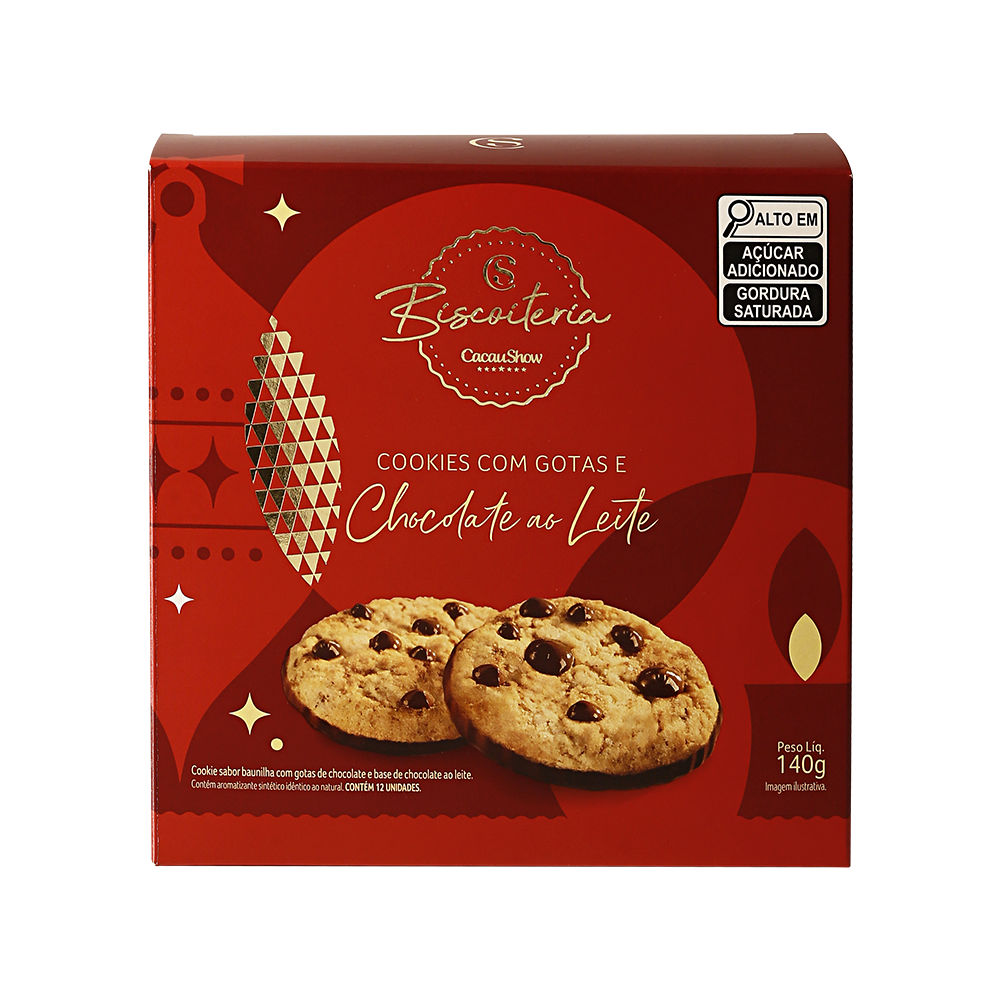 CS
CS
Biscoiteria
CacauShow
COOKIES COM GOTAS E
Chocolate ao Leite
ALTO EM
AÇÚCAR
ADICIONADO
GORDURA
SATURADA
Cookie sabor baunilha com gotas de chocolate e base de chocolate ao leite.
Contém aromatizante sintético idêntico ao natural. CONTÉM 12 UNIDADES.
Peso Líq.
140g
Imagem ilustrativa.